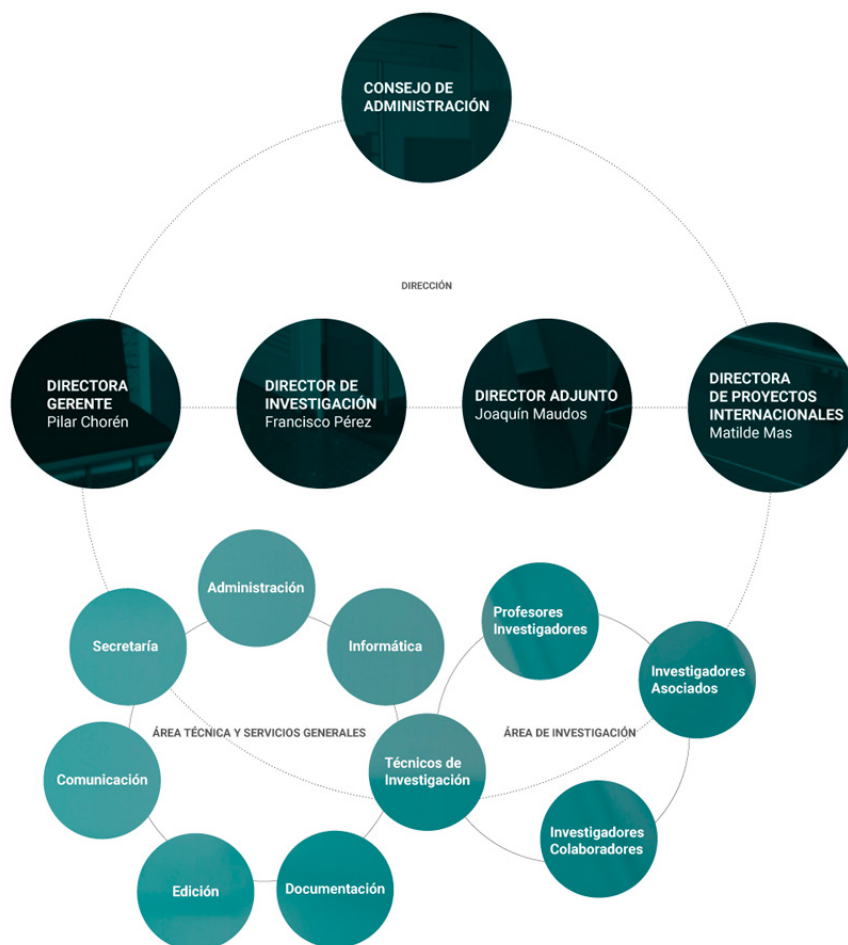 CONSEJO DE
ADMINISTRACIÓN
DIRECCIÓN
DIRECTORA
GERENTE
Pilar Chorén
DIRECTOR DE
INVESTIGACIÓN
Francisco Pérez
DIRECTOR ADJUNTO
Joaquín Maudos
DIRECTORA
DE PROYECTOS
INTERNACIONALES
Matilde Mas
Administración
Secretaría
Informática
Profesores
Investigadores
Investigadores
Asociados
ÁREA TÉCNICA Y SERVICIOS GENERALES
ÁREA DE INVESTIGACIÓN
Comunicación
Técnicos de
Investigación
Investigadores
Colaboradores
Edición
Documentación